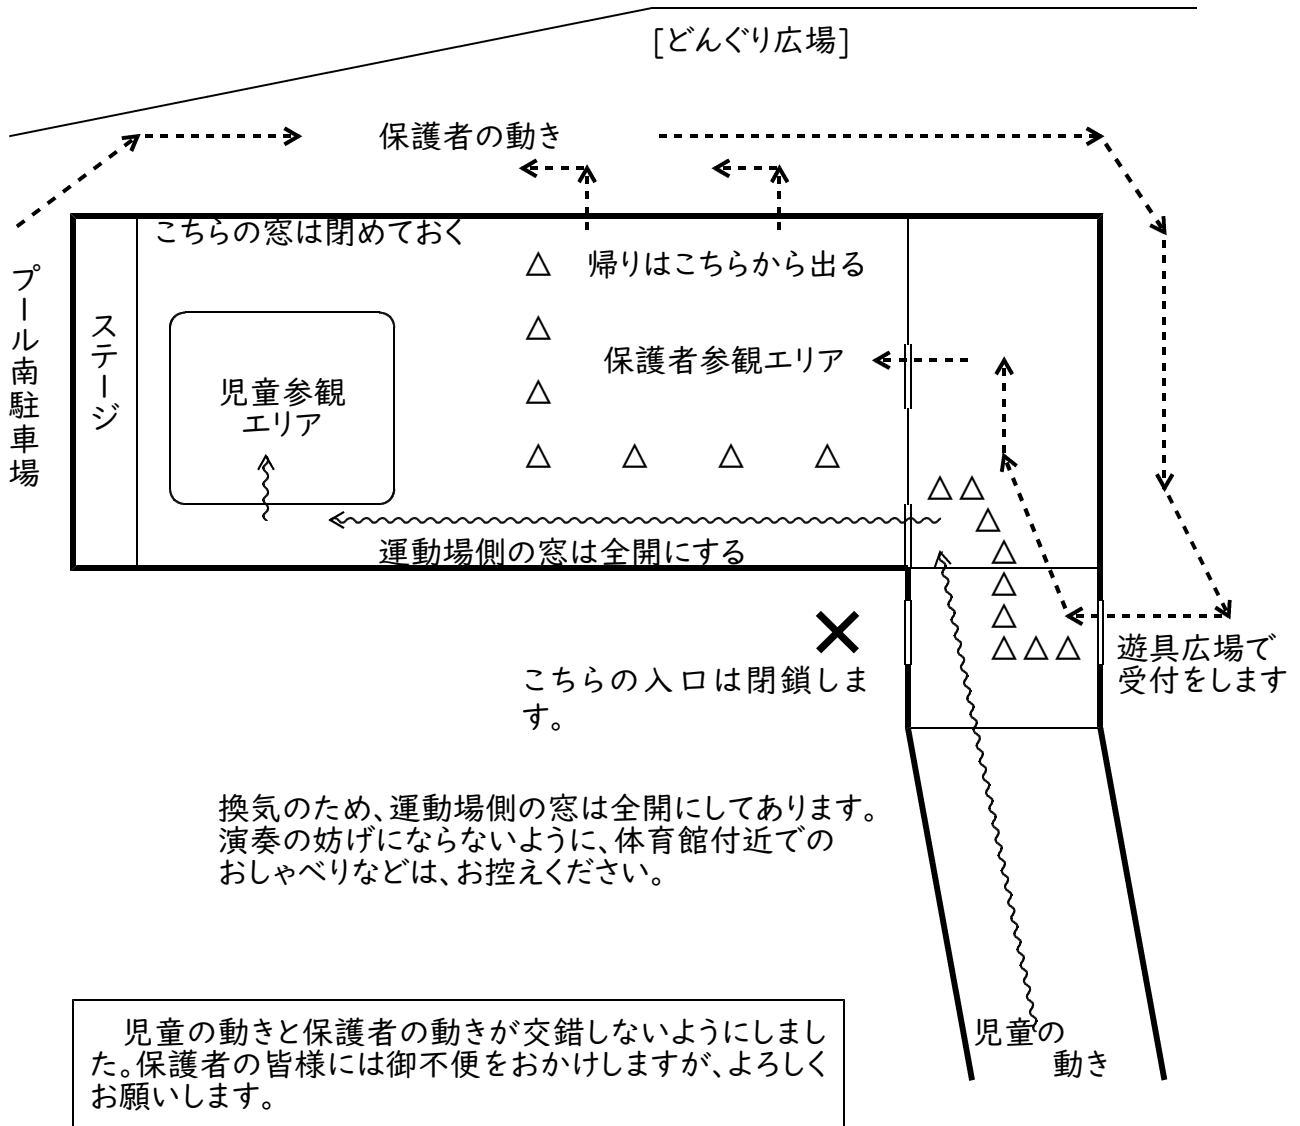 [どんぐり広場]
保護者の動き
こちらの窓は閉めておく
帰りはこちらから出る
プール南駐車場
ステージ
保護者参観エリア
児童参観
エリア
運動場側の窓は全開にする
遊具広場で
受付をします
こちらの入口は閉鎖しま
す。
換気のため、運動場側の窓は全開にしてあります。
演奏の妨げにならないように、体育館付近での
おしゃべりなどは、お控えください。
児童の
動き
児童の動きと保護者の動きが交錯しないようにしまし
た。保護者の皆様には御不便をおかけしますが、よろしく
お願いします。